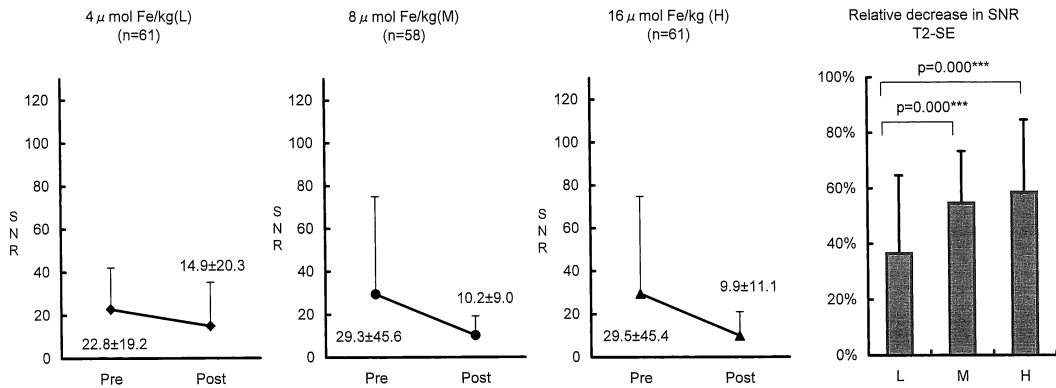 4 μ mol Fe/kg(L)
(n=61)
120
100
80
60
40
20
0
S
N
R
14.9±20.3
22.8±19.2
Pre
Post
8 μ mol Fe/kg(M)
(n=58)
120
100
80
60
40
20
0
S
N
R
10.2±9.0
29.3±45.6
Pre
Post
16 μ mol Fe/kg (H)
(n=61)
120
100
80
60
40
20
0
S
N
R
9.9±11.1
29.5±45.4
Pre
Post
Relative decrease in SNR
T2-SE
100%
80%
60%
40%
20%
0%
p=0.000***
p=0.000***
L
M
H